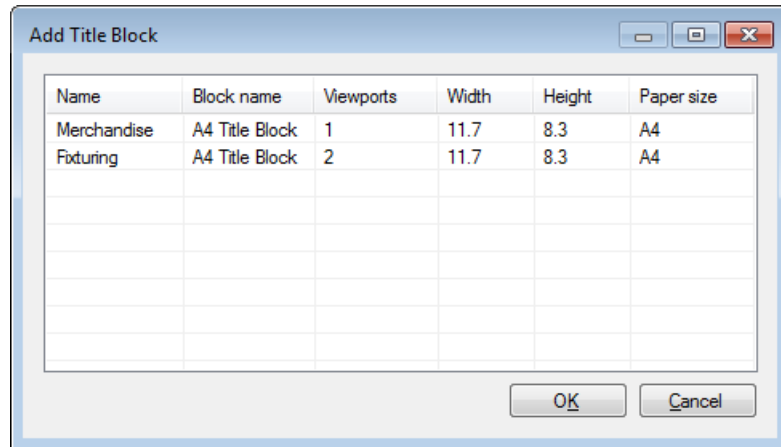 Add Title Block
Name Block name Viewports Width Height Paper size
Merchandise A4 Title Block 1 11.7 8.3 A4
Fixturing A4 Title Block 2 11.7 8.3 A4
OK Cancel